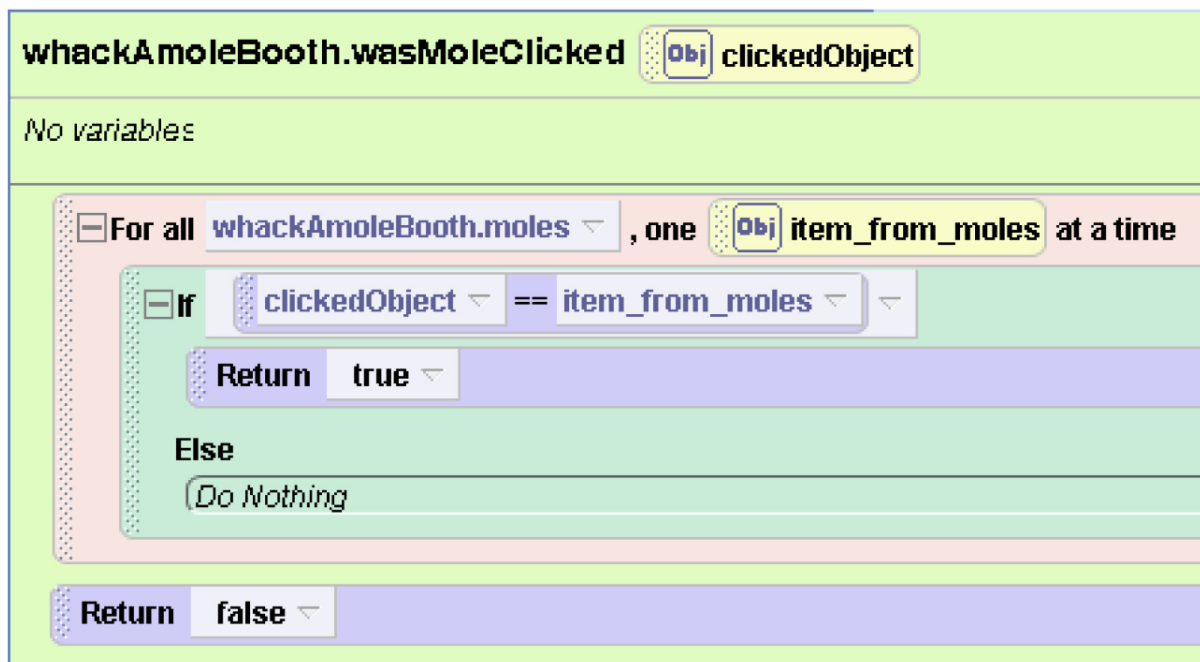 whackAmoleBooth.wasMoleClicked Obj clickedObject
No variables
For all whackAmoleBooth.moles , one Obj item_from_moles at a time
If clickedObject == item_from_moles
Return true
Else
Do Nothing
Return false